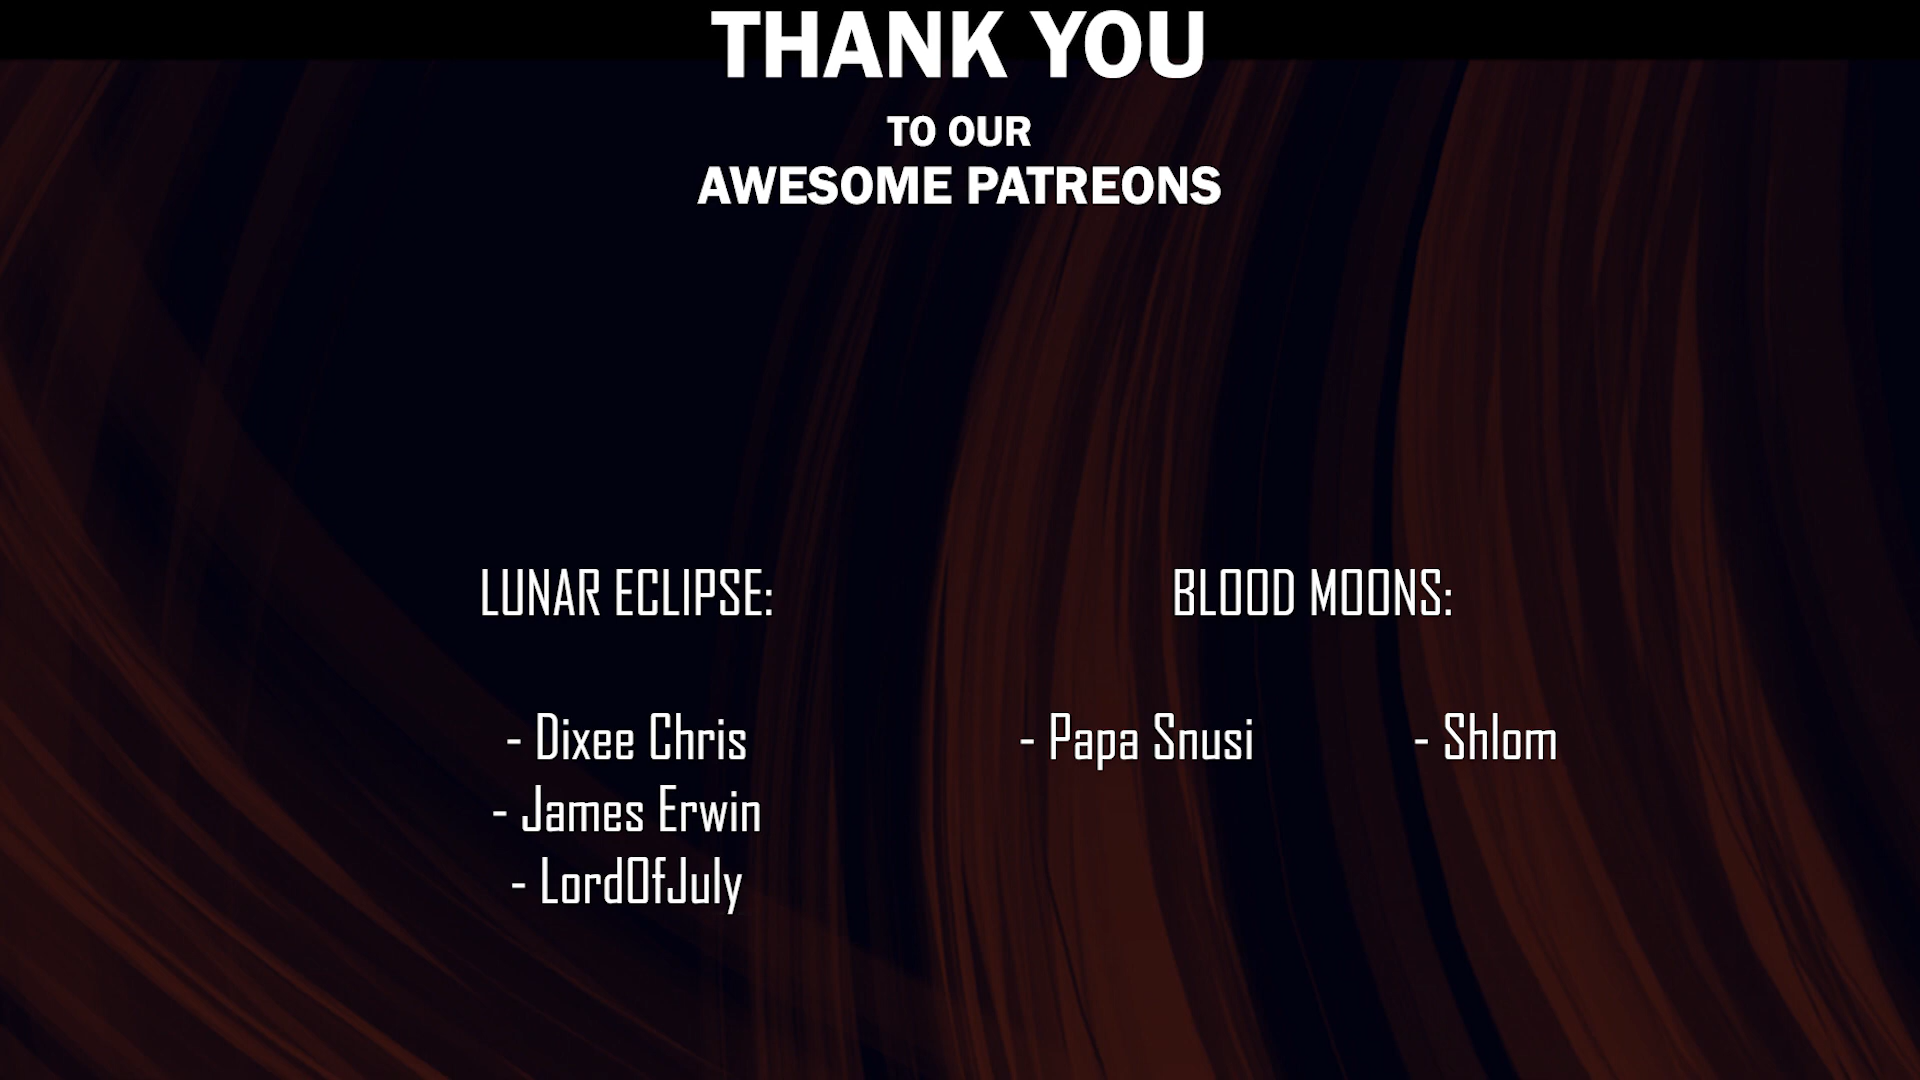 THANK YOU
TO OUR
AWESOME PATREONS
LUNAR ECLIPSE:
- Dixee Chris
- James Erwin
- LordOfJuly
BLOOD MOONS:
- Papa Snusi
- Shlom